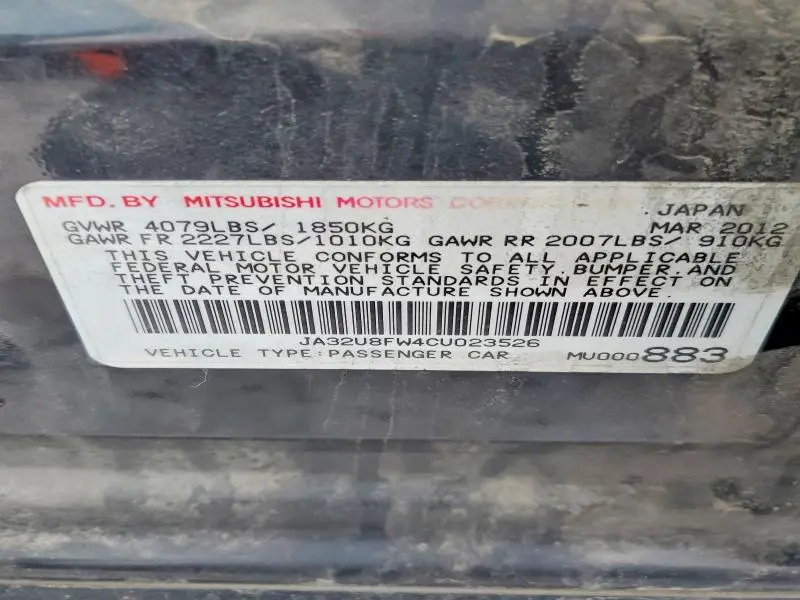 MFD. BY MITSUBISHI MOTORS CORPORATION JAPAN
GVWR 4079LBS/ 1850KG MAR 2012
GAWR FR 2227LBS/1010KG GAWR RR 2007LBS/ 910KG
THIS VEHICLE CONFORMS TO ALL APPLICABLE
FEDERAL MOTOR VEHICLE SAFETY,BUMPER,AND
THEFT PREVENTION STANDARDS IN EFFECT ON
THE DATE OF MANUFACTURE SHOWN ABOVE.
JA32U8FW4CU023526
VEHICLE TYPE:PASSENGER CAR MU000883